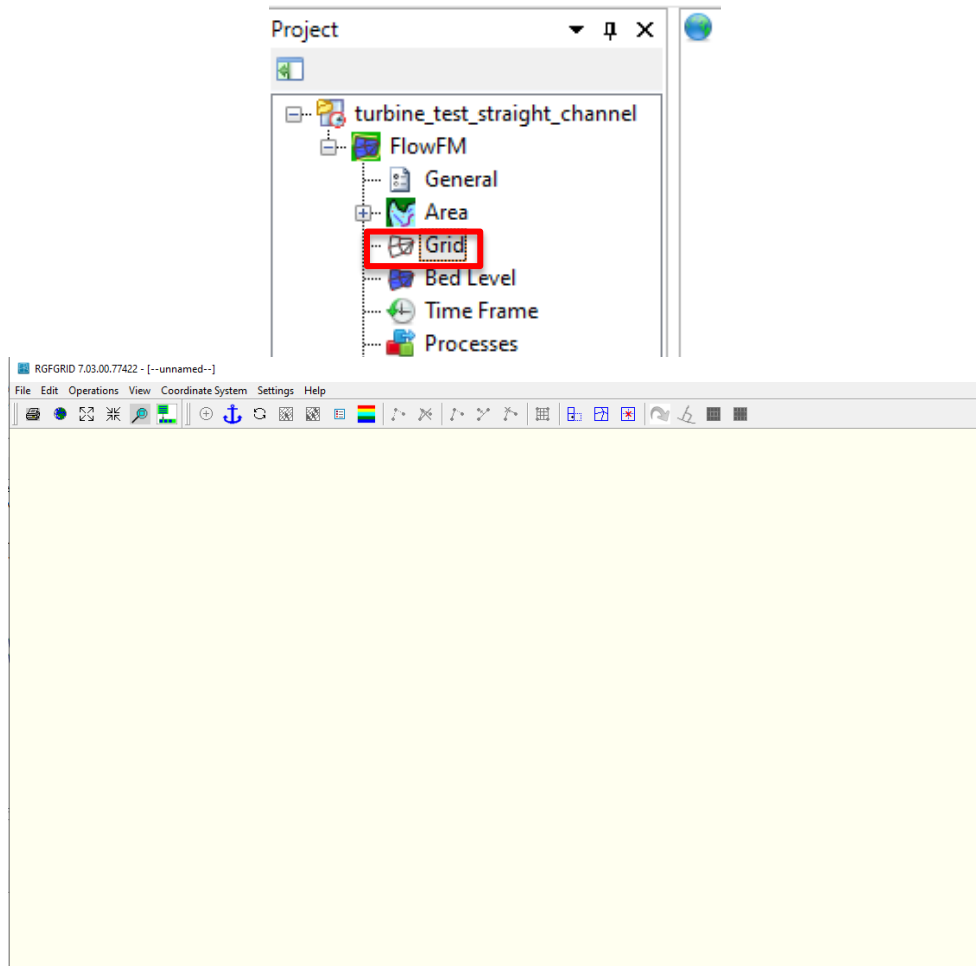 Project
turbine_test_straight_channel
FlowFM
General
Area
Grid
Bed Level
Time Frame
Processes
RGFGRID 7.03.00.77422 - [--unnamed--]
File Edit Operations View Coordinate System Settings Help